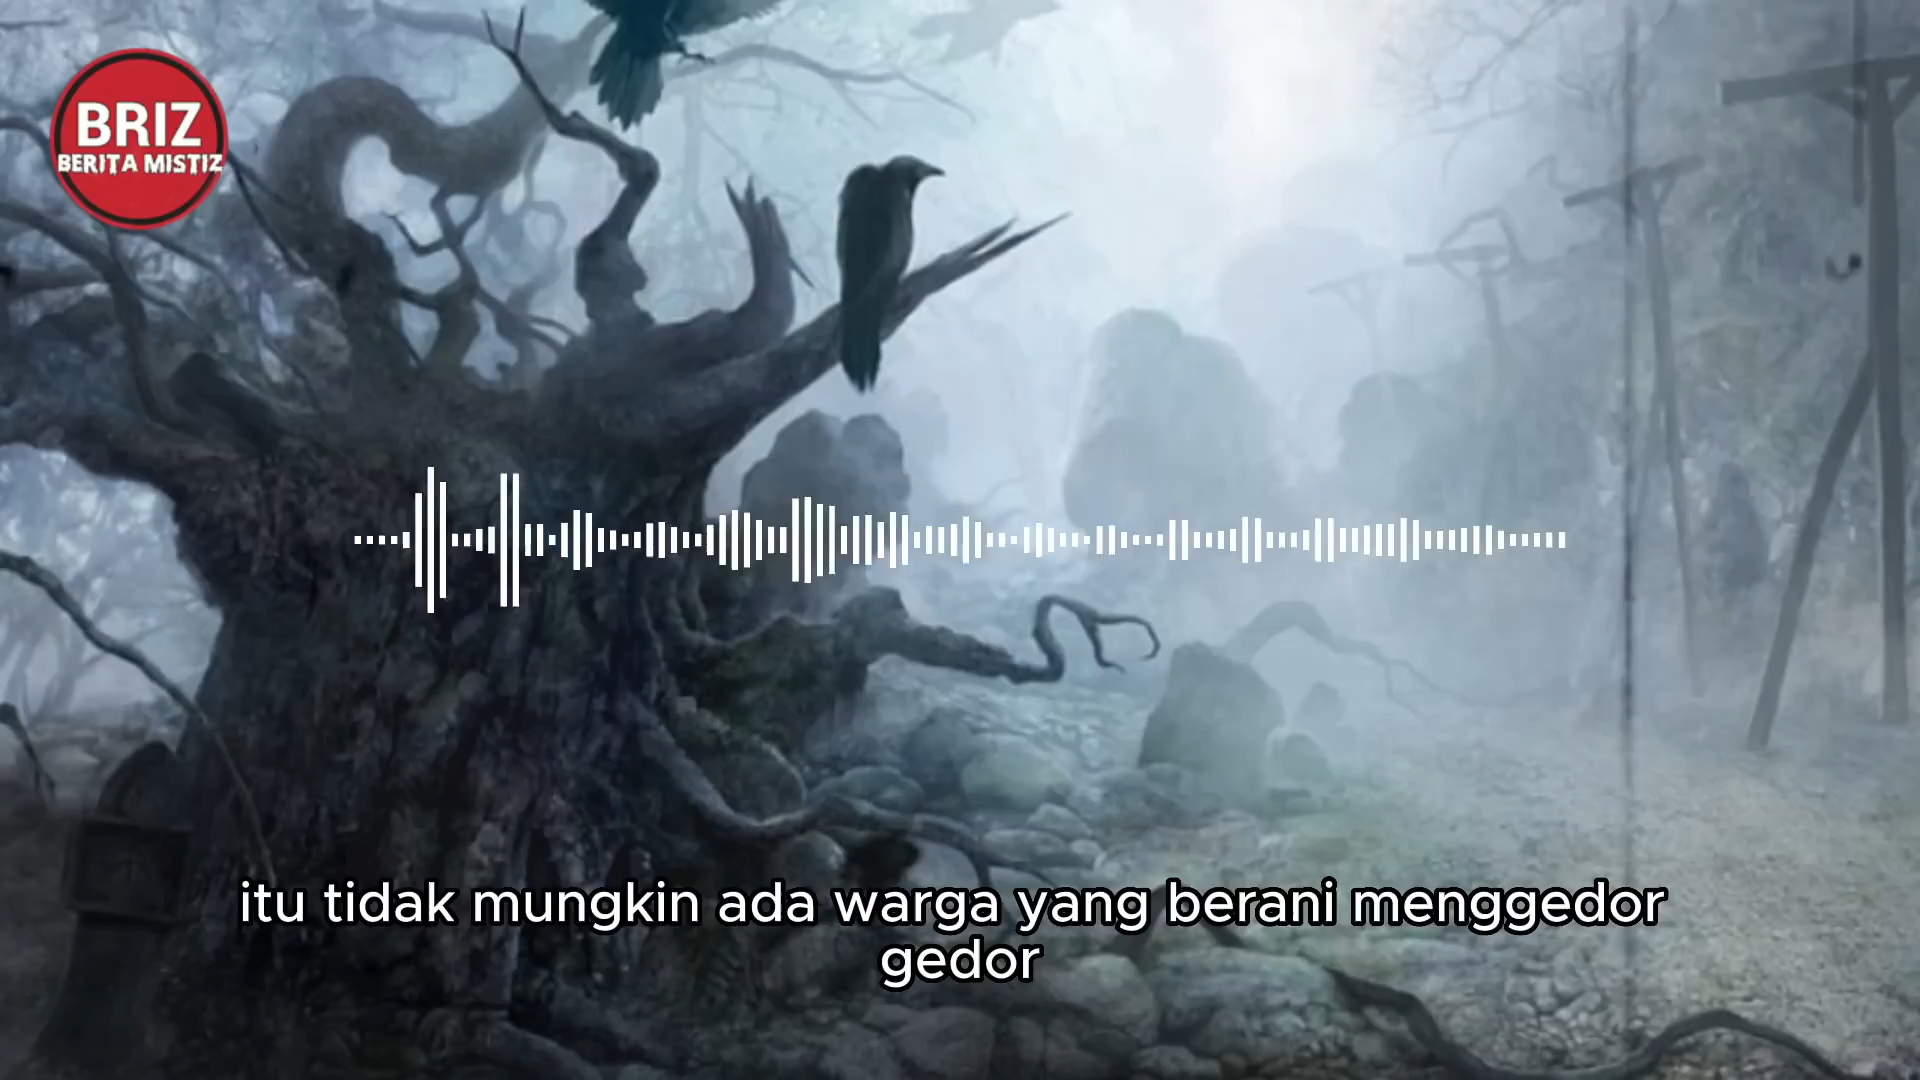 BRIZ
BERITA MISTIZ
itu tidak mungkin ada warga yang berani menggedor
gedor